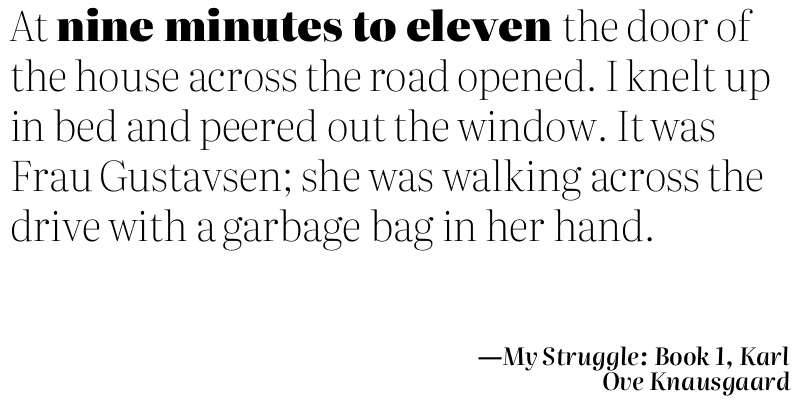 At nine minutes to eleven the door of
the house across the road opened. I knelt up
in bed and peered out the window. It was
Frau Gustavsen; she was walking across the
drive with a garbage bag in her hand.
—My Struggle: Book 1, Karl
Ove Knausgaard